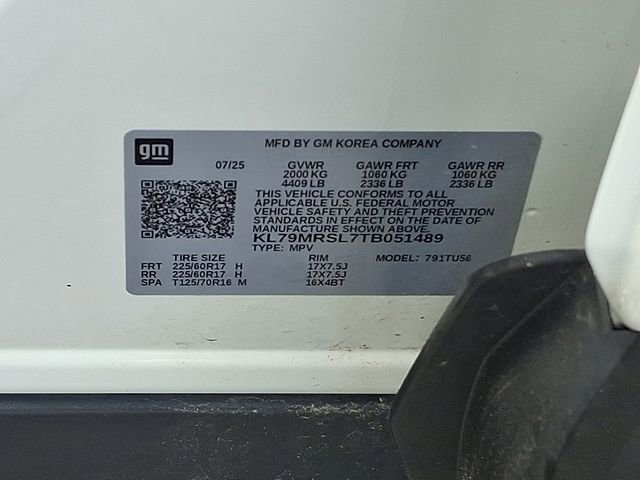 gm
MFD BY GM KOREA COMPANY
07/25 GVWR GAWR FRT GAWR RR
2000 KG 1060 KG 1060 KG
4409 LB 2336 LB 2336 LB
THIS VEHICLE CONFORMS TO ALL
APPLICABLE U.S. FEDERAL MOTOR
VEHICLE SAFETY AND THEFT PREVENTION
STANDARDS IN EFFECT ON THE DATE OF
MANUFACTURE SHOWN ABOVE.
KL79MRSL7TB051489
TYPE: MPV
TIRE SIZE RIM MODEL: 791TU56
FRT 225/60R17 H 17X7.5J
RR 225/60R17 H 17X7.5J
SPA T125/70R16 M 16X4BT